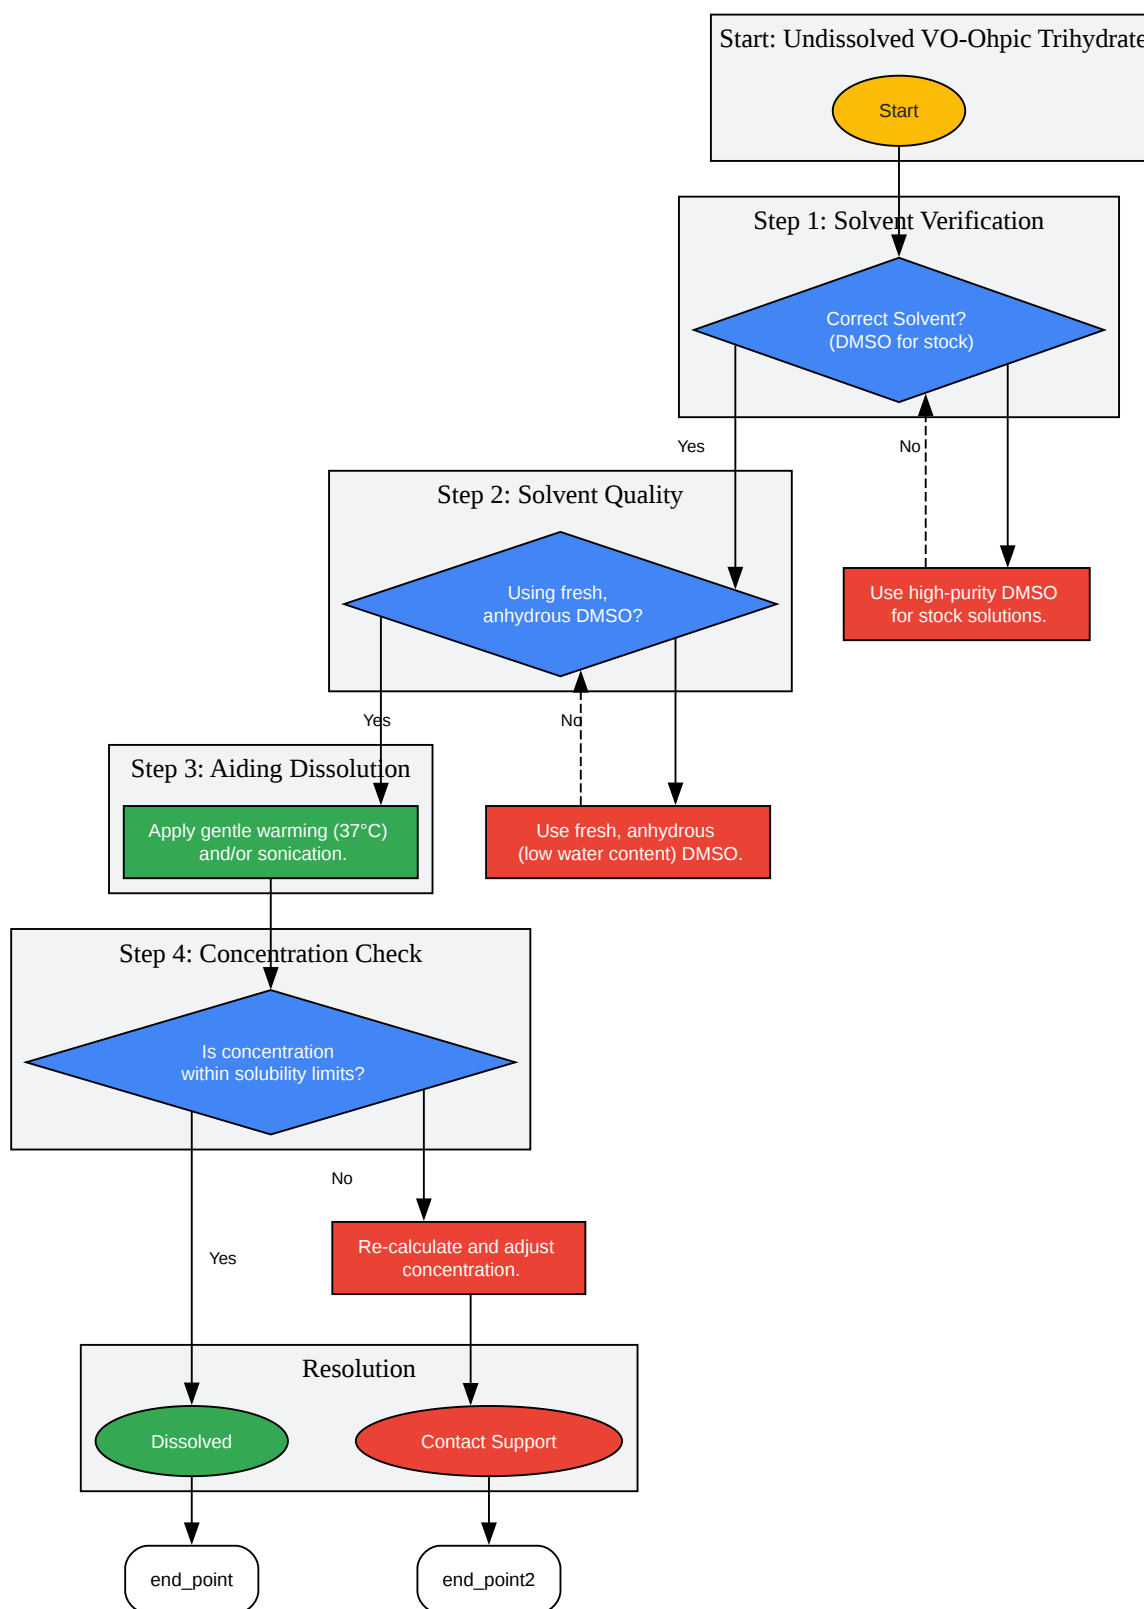 Start: Undissolved VO-Ohpic Trihydrate
Start
Step 1: Solvent Verification
Correct Solvent?
(DMSO for stock)
Yes
No
Step 2: Solvent Quality
Using fresh,
anhydrous DMSO?
Use high-purity DMSO
for stock solutions.
Yes
No
Step 3: Aiding Dissolution
Apply gentle warming (37°C)
and/or sonication.
Use fresh, anhydrous
(low water content) DMSO.
Step 4: Concentration Check
Is concentration
within solubility limits?
No
Yes
Re-calculate and adjust
concentration.
Resolution
Dissolved
Contact Support
end_point
end_point2